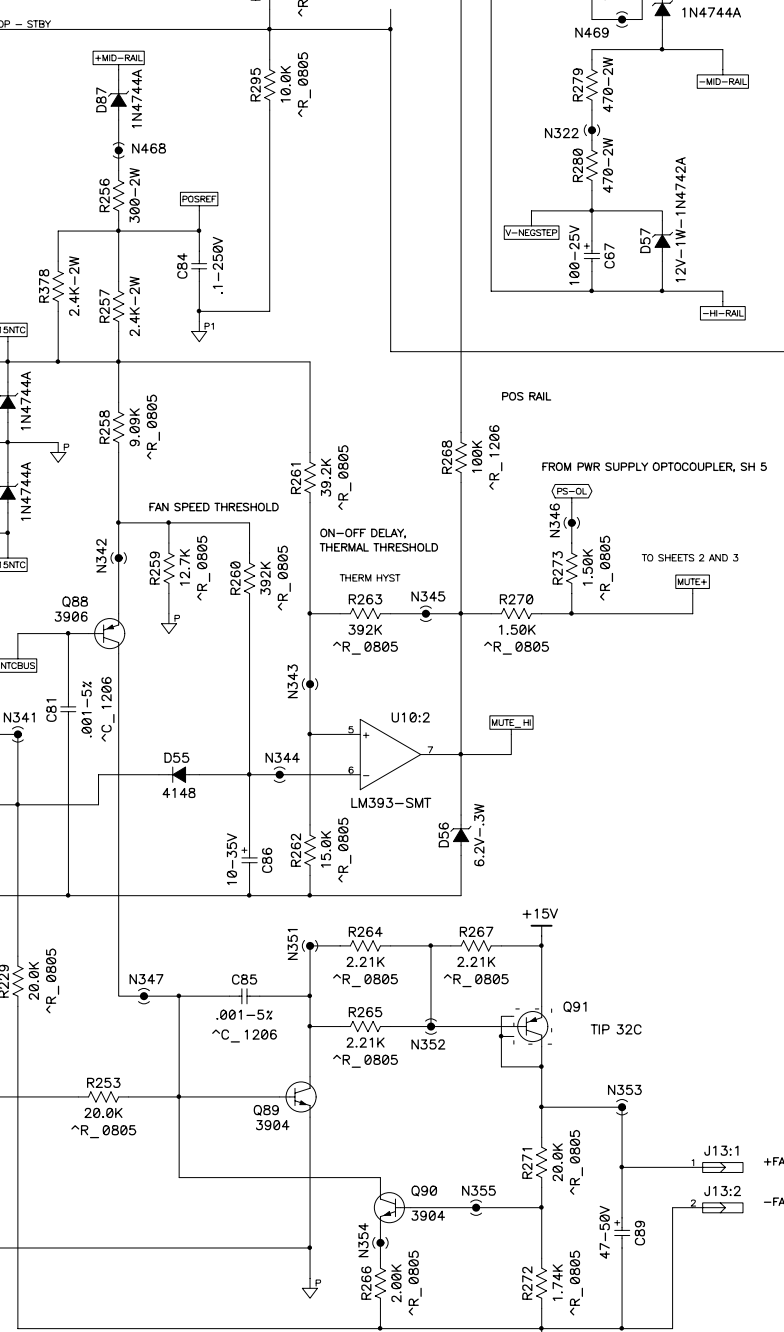 OP - STBY
+MID-RAIL
D87
1N4744A
N468
R256
300-2W
POSREF
C84
.1-250V
R378
2.4K-2W
R257
2.4K-2W
P1
R295
10.0K
^R_0805
1N4744A
N469
-MID-RAIL
R279
470-2W
N322
R280
470-2W
V-NEGSTEP
100-25V
+
C67
D57
12V-1W-1N4742A
-HI-RAIL
15NTC
1N4744A
P
1N4744A
15NTC
R258
9.09K
^R_0805
R261
39.2K
^R_0805
R268
100K
^R_1206
POS RAIL
FROM PWR SUPPLY OPTOCOUPLER, SH 5
PS-OL
N346
R273
1.50K
^R_0805
TO SHEETS 2 AND 3
MUTE+
FAN SPEED THRESHOLD
N342
R259
12.7K
^R_0805
P
R260
392K
^R_0805
ON-OFF DELAY,
THERMAL THRESHOLD
THERM HYST
R263
392K
^R_0805
N345
R270
1.50K
^R_0805
Q88
3906
NTCBUS
C81
.001-5%
^C_1206
N341
N343
U10:2
MUTE_HI
5
+
7
6
-
LM393-SMT
D55
4148
N344
10-35V
+
C86
R262
15.0K
^R_0805
D56
6.2V-.3W
R229
20.0K
^R_0805
N347
C85
.001-5%
^C_1206
N351
R264
2.21K
^R_0805
R267
2.21K
^R_0805
+15V
R265
2.21K
^R_0805
N352
Q91
TIP 32C
R253
20.0K
^R_0805
Q89
3904
N353
R271
20.0K
^R_0805
J13:1
1
+FA
J13:2
2
-FA
Q90
3904
N355
N354
R266
2.00K
^R_0805
P
R272
1.74K
^R_0805
47-50V
+
C89